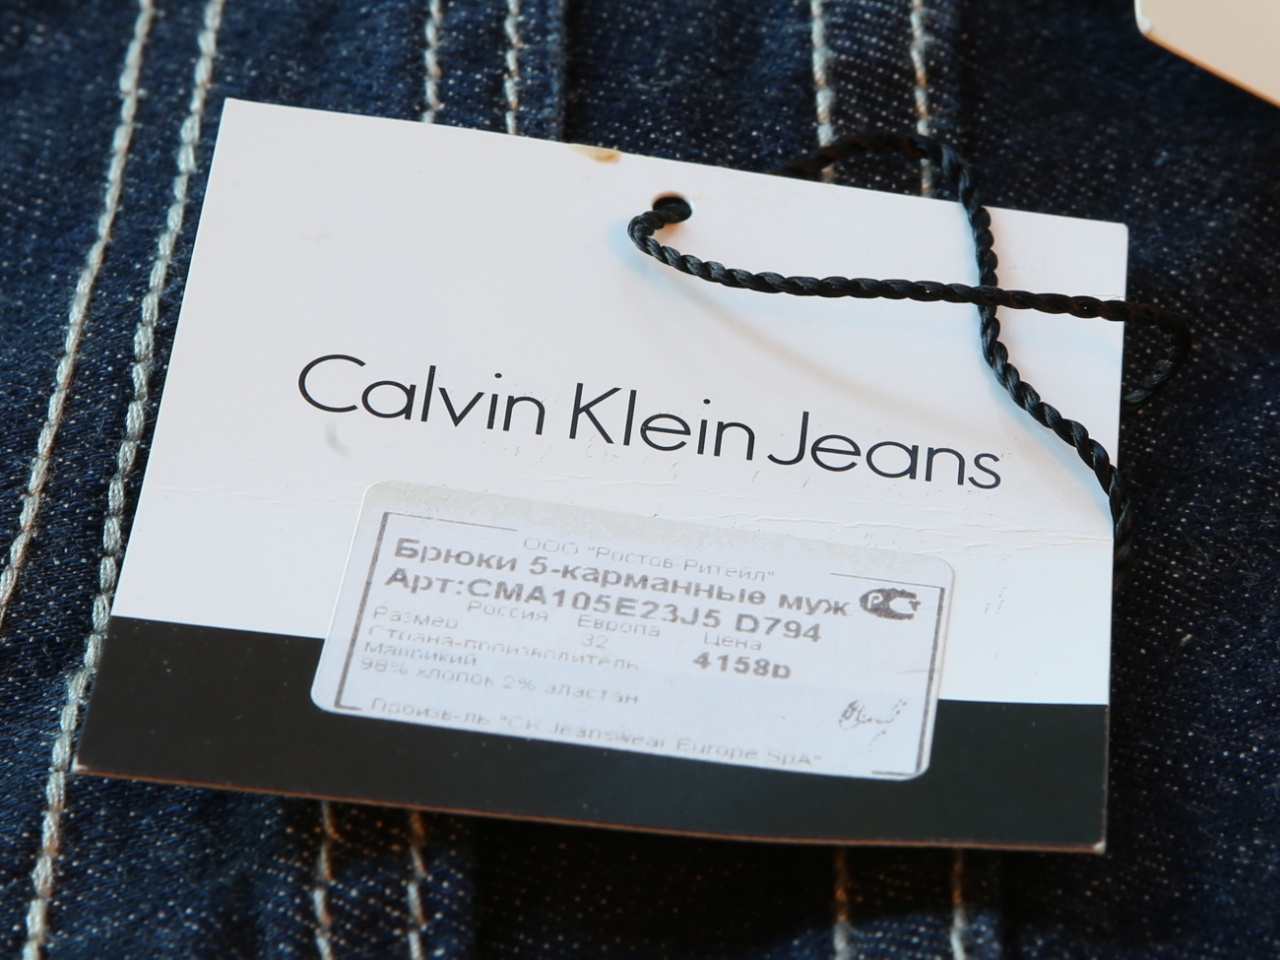 Calvin Klein Jeans
ООО "Ростов-Ритейл"
Брюки 5-карманные муж
Арт:CMA105E23J5 D794
Размер Россия Европа Цена
32 4158р
Страна-производитель
Маврикий
98% хлопок 2% эластан
Произв-ль "CK Jeanswear Europe SpA"